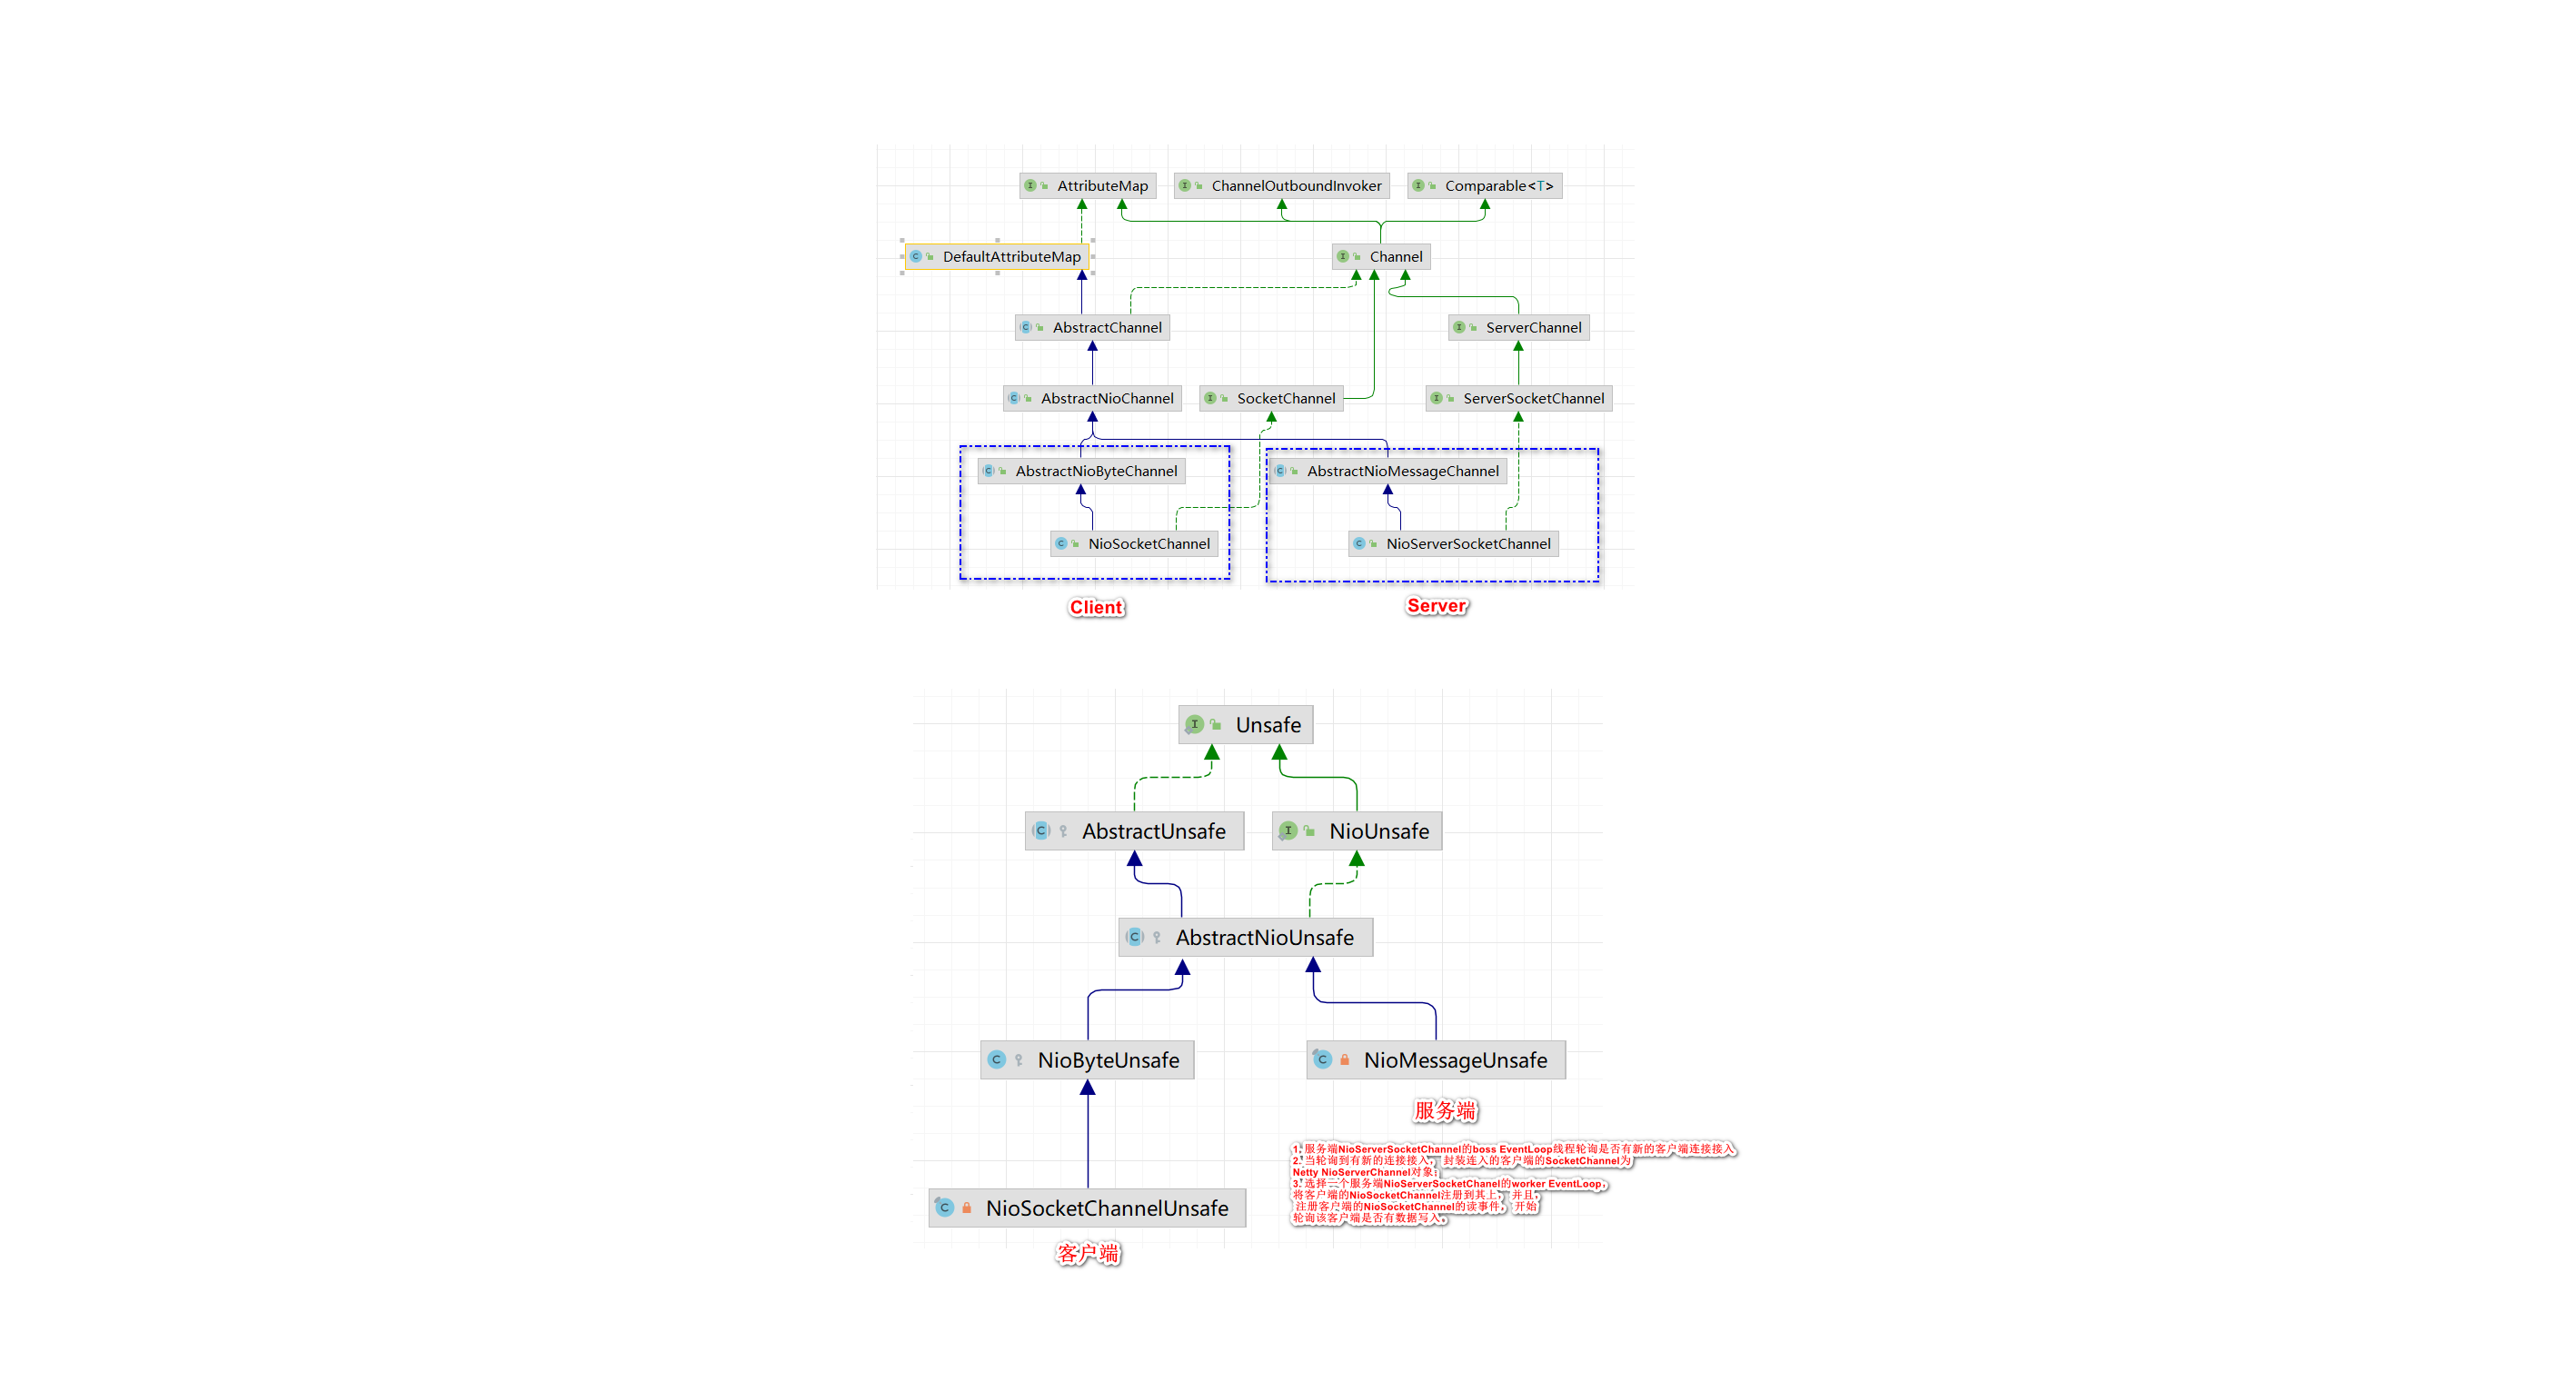 AttributeMap
ChannelOutboundInvoker
Comparable<T>
DefaultAttributeMap
Channel
AbstractChannel
ServerChannel
AbstractNioChannel
SocketChannel
ServerSocketChannel
AbstractNioByteChannel
AbstractNioMessageChannel
NioSocketChannel
NioServerSocketChannel
Client
Server
Unsafe
AbstractUnsafe
NioUnsafe
AbstractNioUnsafe
NioByteUnsafe
NioMessageUnsafe
服务端
1. 服务端NioServerSocketChannel的boss EventLoop线程轮询是否有新的客户端连接接入
2. 当轮询到有新的连接接入， 封装连入的客户端的SocketChannel为
Netty NioServerChannel对象；
3. 选择一个服务端NioServerSocketChanel的worker EventLoop，
将客户端的NioSocketChannel注册到其上， 并且，
注册客户端的NioSocketChannel的读事件， 开始
轮询该客户端是否有数据写入。
NioSocketChannelUnsafe
客户端